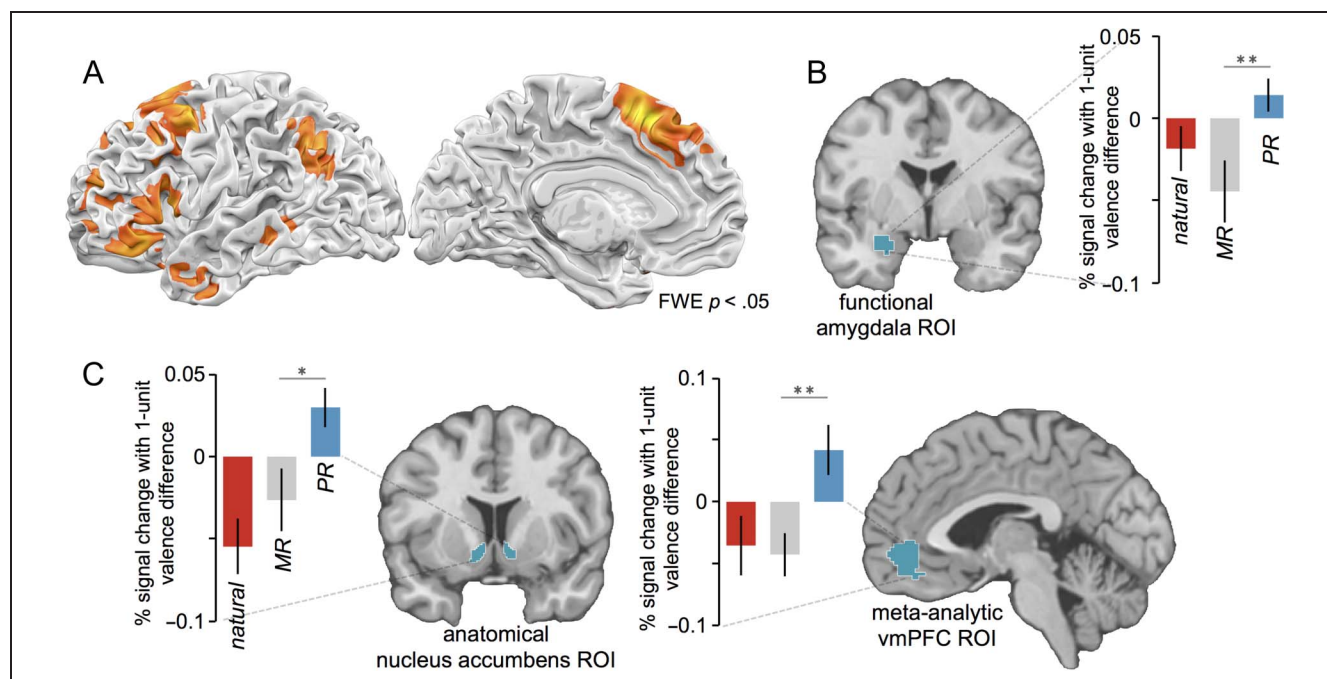 A
FWE p < .05
B
functional
amygdala ROI
% signal change with 1-unit
valence difference
0.05
0
−0.1
natural
MR
PR
**
C
% signal change with 1-unit
valence difference
0.05
0
−0.1
natural
MR
PR
*
anatomical
nucleus accumbens ROI
% signal change with 1-unit
valence difference
0.1
0
−0.1
**
meta-analytic
vmPFC ROI